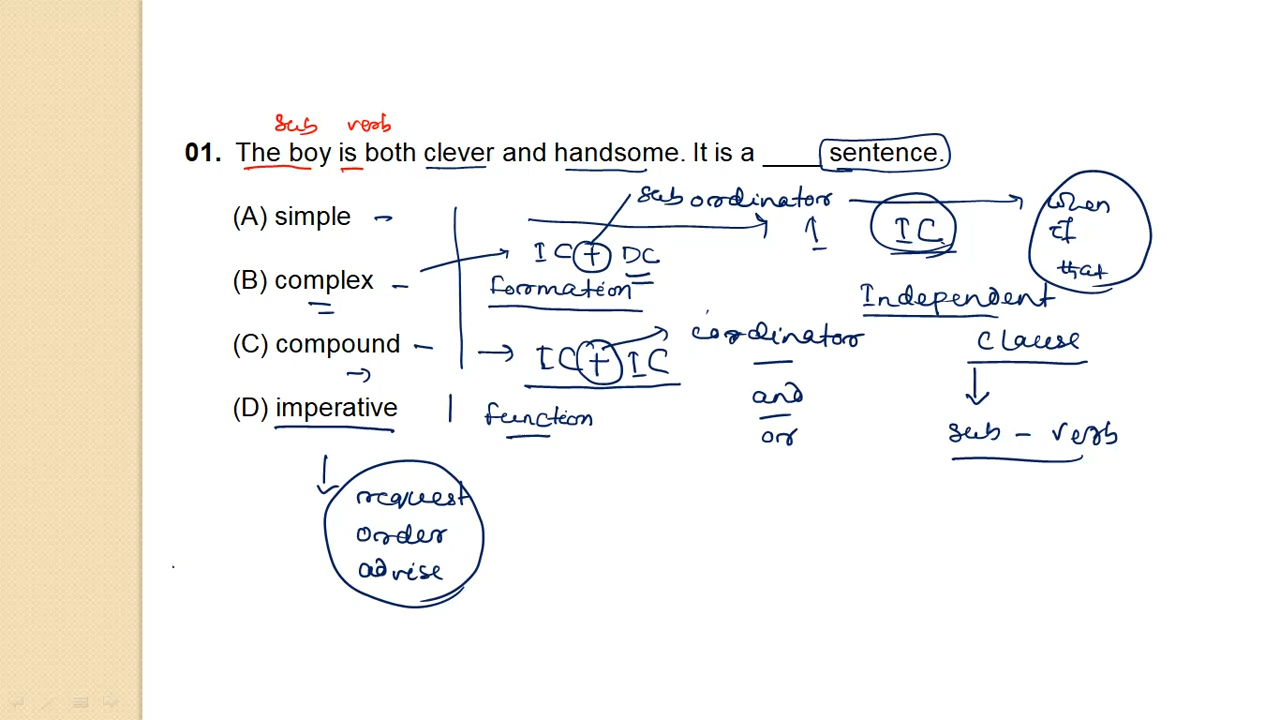 sub verb
01. The boy is both clever and handsome. It is a ____ sentence.
subordinator
when
(A) simple
1 IC
if
IC + DC
that
(B) complex
formation
Independent
coordinator
clause
(C) compound
IC + IC
and
(D) imperative
function
or
sub - verb
request
order
advise